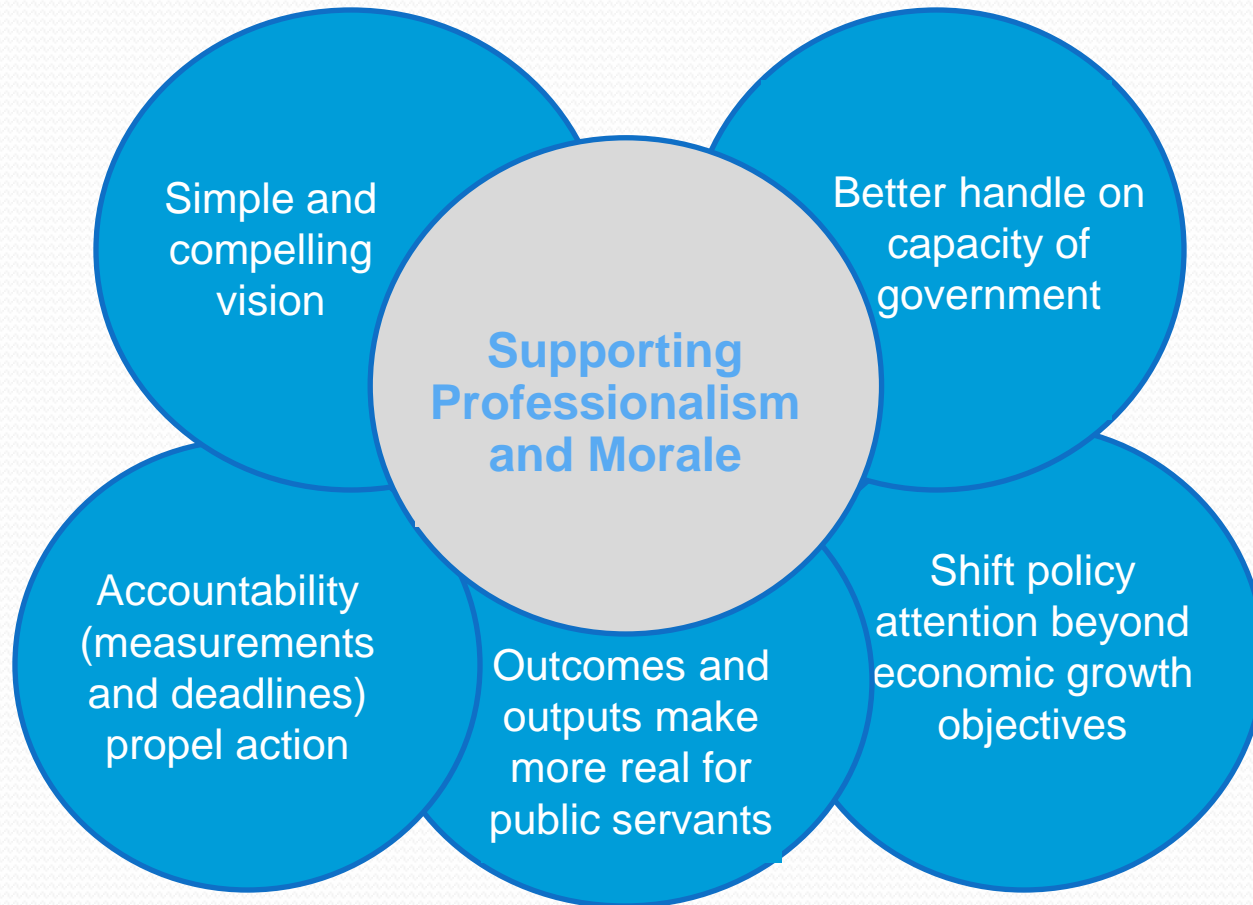 Simple and
compelling
vision
Better handle on
capacity of
government
Supporting
Professionalism
and Morale
Accountability
(measurements
and deadlines)
propel action
Outcomes and
outputs make
more real for
public servants
Shift policy
attention beyond
economic growth
objectives